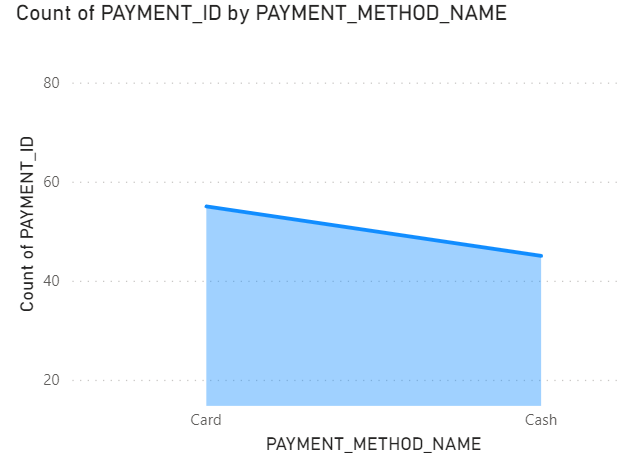 Count of PAYMENT_ID by PAYMENT_METHOD_NAME
80
60
40
20
Count of PAYMENT_ID
Card
Cash
PAYMENT_METHOD_NAME